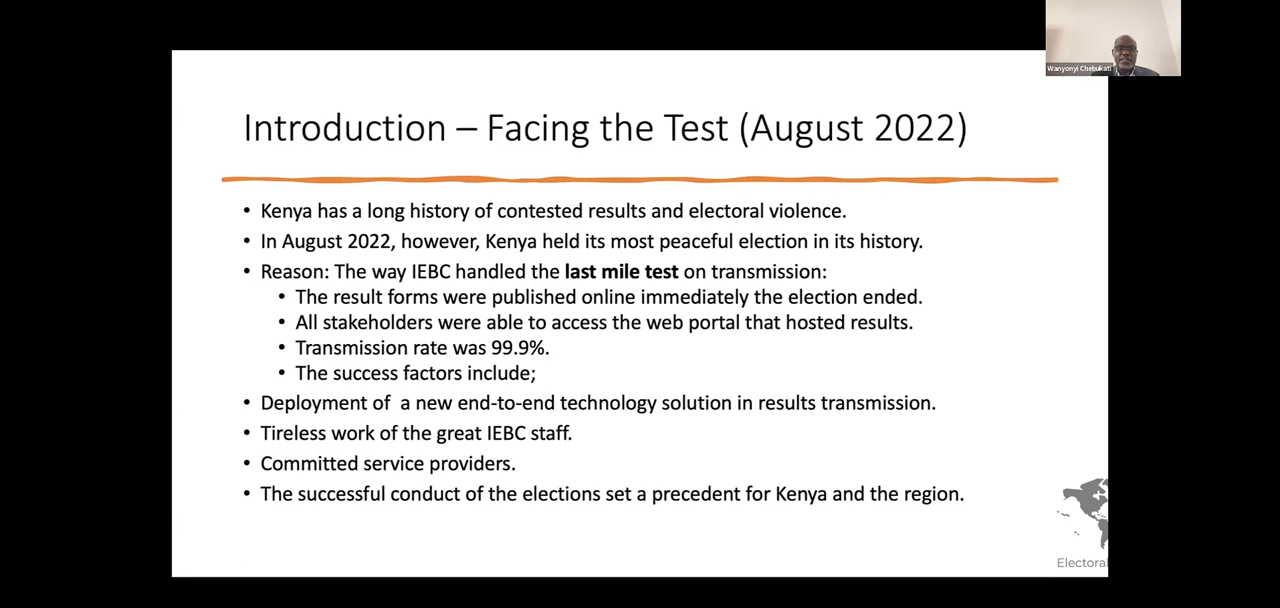 Wanyonyi Chebukati
Introduction – Facing the Test (August 2022)
• Kenya has a long history of contested results and electoral violence.
• In August 2022, however, Kenya held its most peaceful election in its history.
• Reason: The way IEBC handled the last mile test on transmission:
• The result forms were published online immediately the election ended.
• All stakeholders were able to access the web portal that hosted results.
• Transmission rate was 99.9%.
• The success factors include;
• Deployment of a new end-to-end technology solution in results transmission.
• Tireless work of the great IEBC staff.
• Committed service providers.
• The successful conduct of the elections set a precedent for Kenya and the region.
Electoral